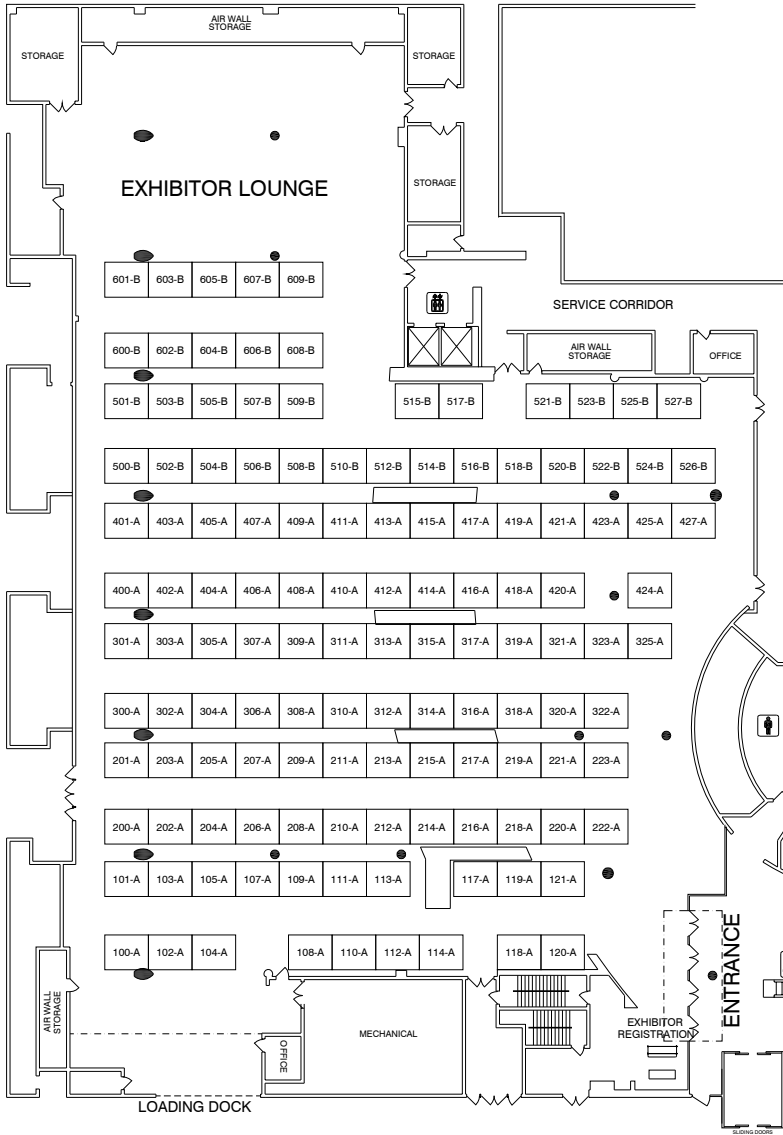 AIR WALL
STORAGE
STORAGE
STORAGE
STORAGE
EXHIBITOR LOUNGE
601-B 603-B 605-B 607-B 609-B
SERVICE CORRIDOR
600-B 602-B 604-B 606-B 608-B
AIR WALL
STORAGE
OFFICE
501-B 503-B 505-B 507-B 509-B 515-B 517-B 521-B 523-B 525-B 527-B
500-B 502-B 504-B 506-B 508-B 510-B 512-B 514-B 516-B 518-B 520-B 522-B 524-B 526-B
401-A 403-A 405-A 407-A 409-A 411-A 413-A 415-A 417-A 419-A 421-A 423-A 425-A 427-A
400-A 402-A 404-A 406-A 408-A 410-A 412-A 414-A 416-A 418-A 420-A 424-A
301-A 303-A 305-A 307-A 309-A 311-A 313-A 315-A 317-A 319-A 321-A 323-A 325-A
300-A 302-A 304-A 306-A 308-A 310-A 312-A 314-A 316-A 318-A 320-A 322-A
201-A 203-A 205-A 207-A 209-A 211-A 213-A 215-A 217-A 219-A 221-A 223-A
200-A 202-A 204-A 206-A 208-A 210-A 212-A 214-A 216-A 218-A 220-A 222-A
101-A 103-A 105-A 107-A 109-A 111-A 113-A 117-A 119-A 121-A
100-A 102-A 104-A 108-A 110-A 112-A 114-A 118-A 120-A
ENTRANCE
AIR WALL
STORAGE
MECHANICAL
EXHIBITOR
REGISTRATION
OFFICE
LOADING DOCK
SLIDING DOORS